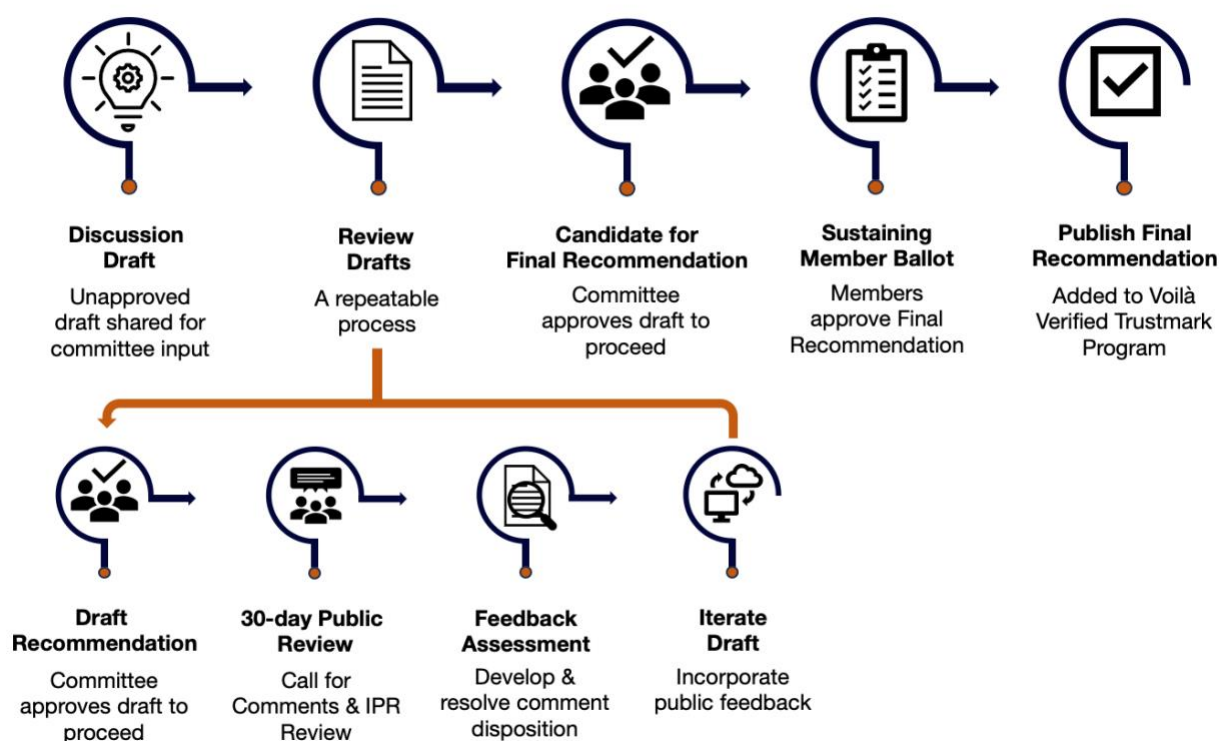 Discussion
Draft
Unapproved
draft shared for
committee input
Review
Drafts
A repeatable
process
Candidate for
Final Recommendation
Committee
approves draft to
proceed
Sustaining
Member Ballot
Members
approve Final
Recommendation
Publish Final
Recommendation
Added to Voilà
Verified Trustmark
Program
Draft
Recommendation
Committee
approves draft to
proceed
30-day Public
Review
Call for
Comments & IPR
Review
Feedback
Assessment
Develop &
resolve comment
disposition
Iterate
Draft
Incorporate
public feedback